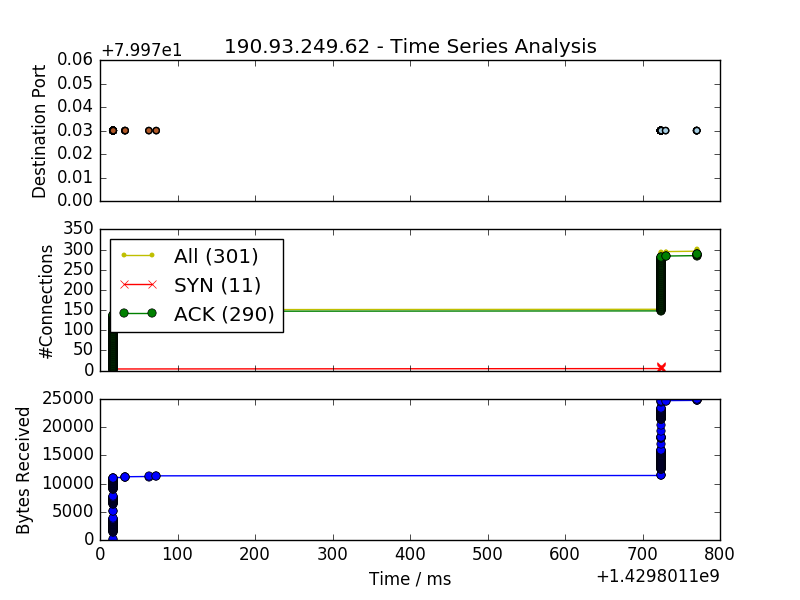 190.93.249.62 - Time Series Analysis
+7.997e1
Destination Port
0.06
0.05
0.04
0.03
0.02
0.01
0.00
#Connections
350
300
250
200
150
100
50
0
All (301)
SYN (11)
ACK (290)
Bytes Received
25000
20000
15000
10000
5000
0
0 100 200 300 400 500 600 700 800
Time / ms
+1.4298011e9